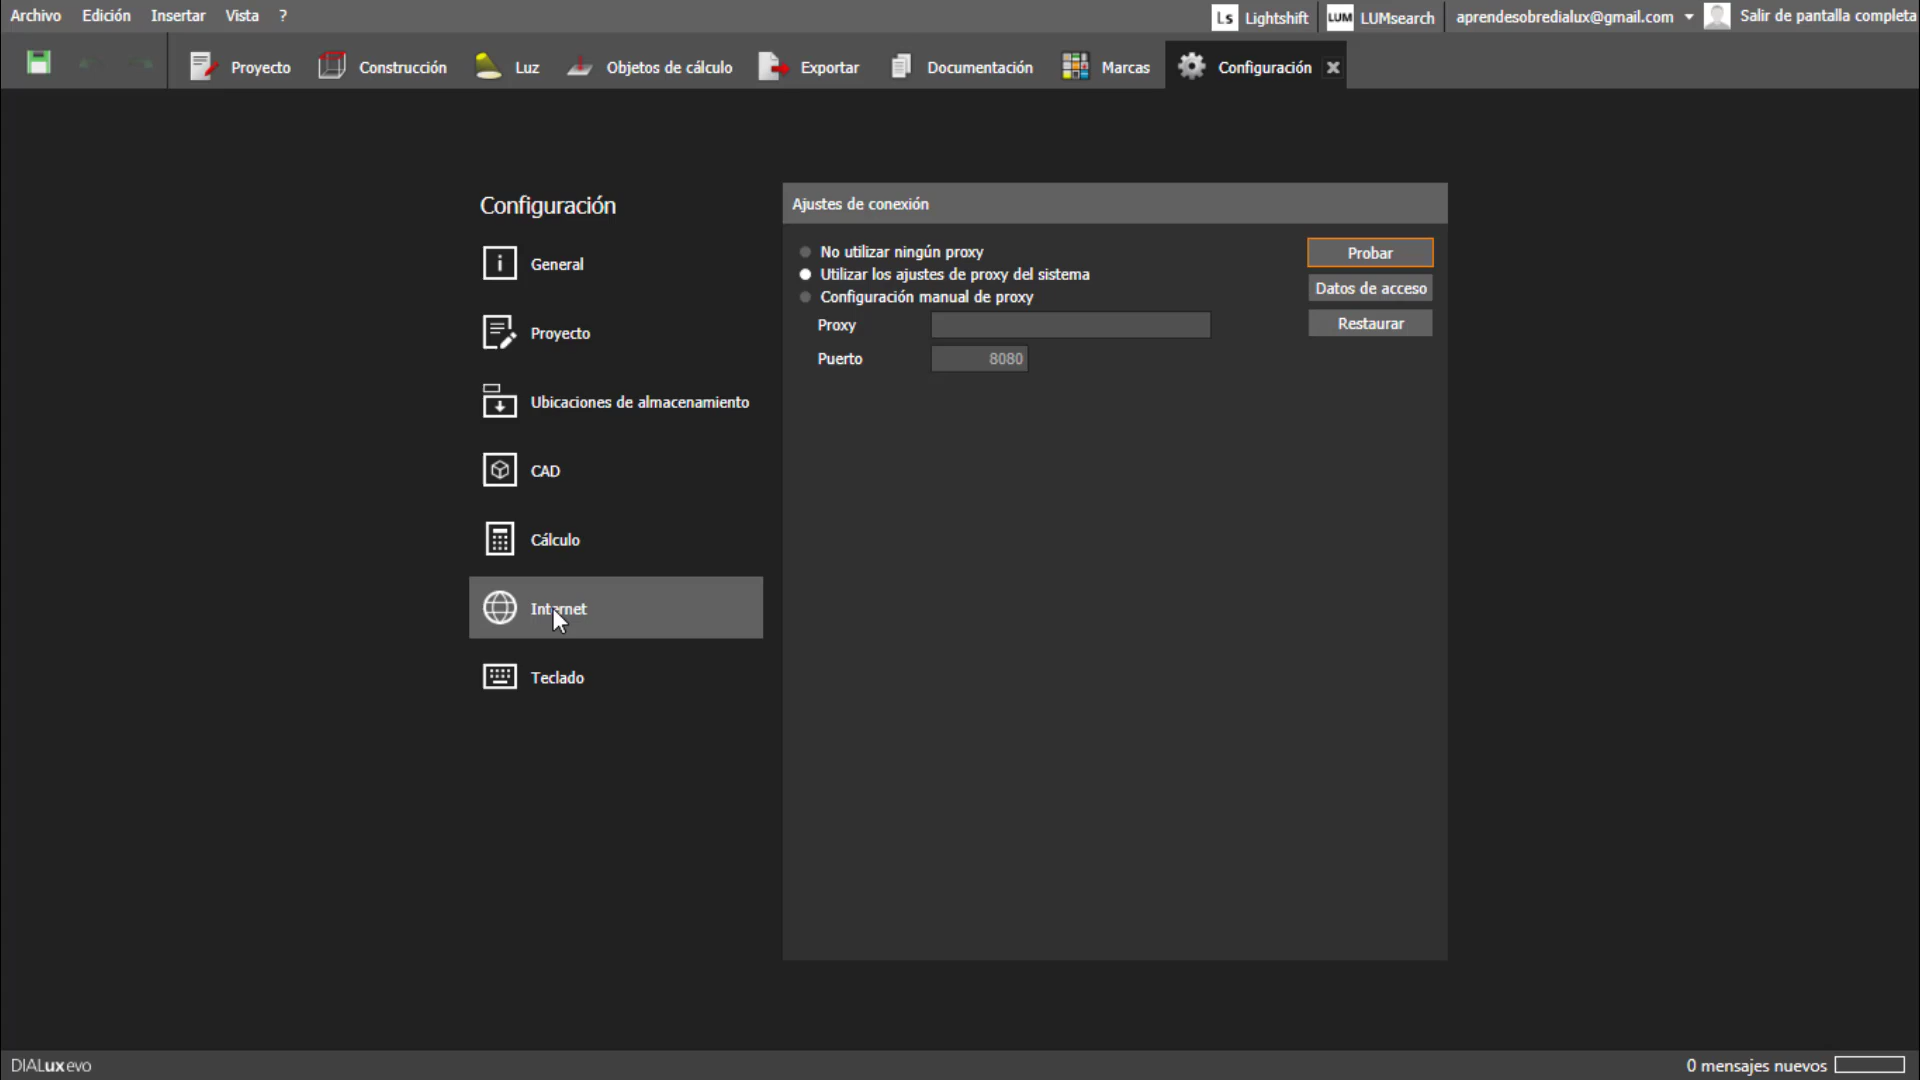 Archivo Edición Insertar Vista ?
Ls Lightshift LUM LUMsearch aprendesobredialux@gmail.com Salir de pantalla completa
Proyecto Construcción Luz Objetos de cálculo Exportar Documentación Marcas Configuración
Configuración
General
Proyecto
Ubicaciones de almacenamiento
CAD
Cálculo
Internet
Teclado
Ajustes de conexión
No utilizar ningún proxy
Utilizar los ajustes de proxy del sistema
Configuración manual de proxy
Proxy
Puerto 8080
Probar
Datos de acceso
Restaurar
DIALux evo
0 mensajes nuevos